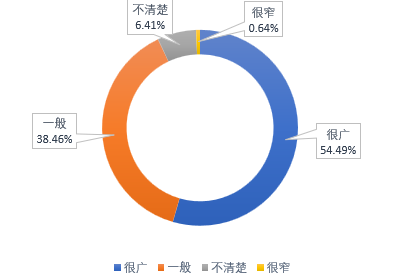 不清楚
6.41%
很窄
0.64%
一般
38.46%
很广
54.49%
很广 一般 不清楚 很窄